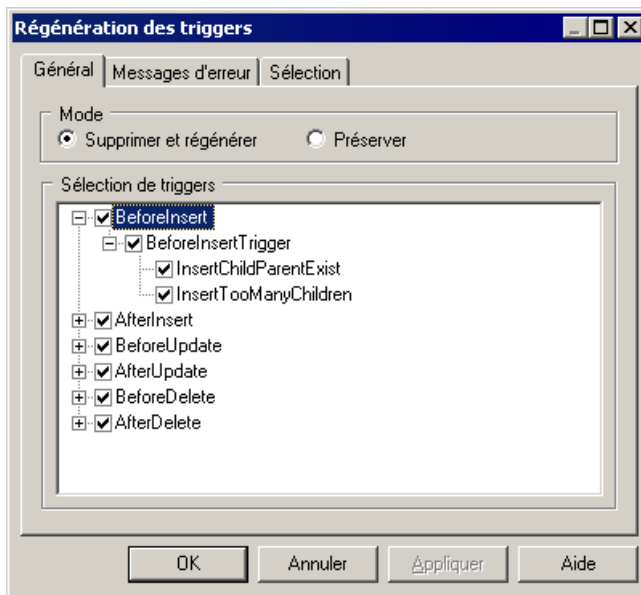 Régénération des triggers
Général Messages d'erreur Sélection
Mode
Supprimer et régénérer Préserver
Sélection de triggers
BeforeInsert
BeforeInsertTrigger
InsertChildParentExist
InsertTooManyChildren
AfterInsert
BeforeUpdate
AfterUpdate
BeforeDelete
AfterDelete
OK Annuler Appliquer Aide